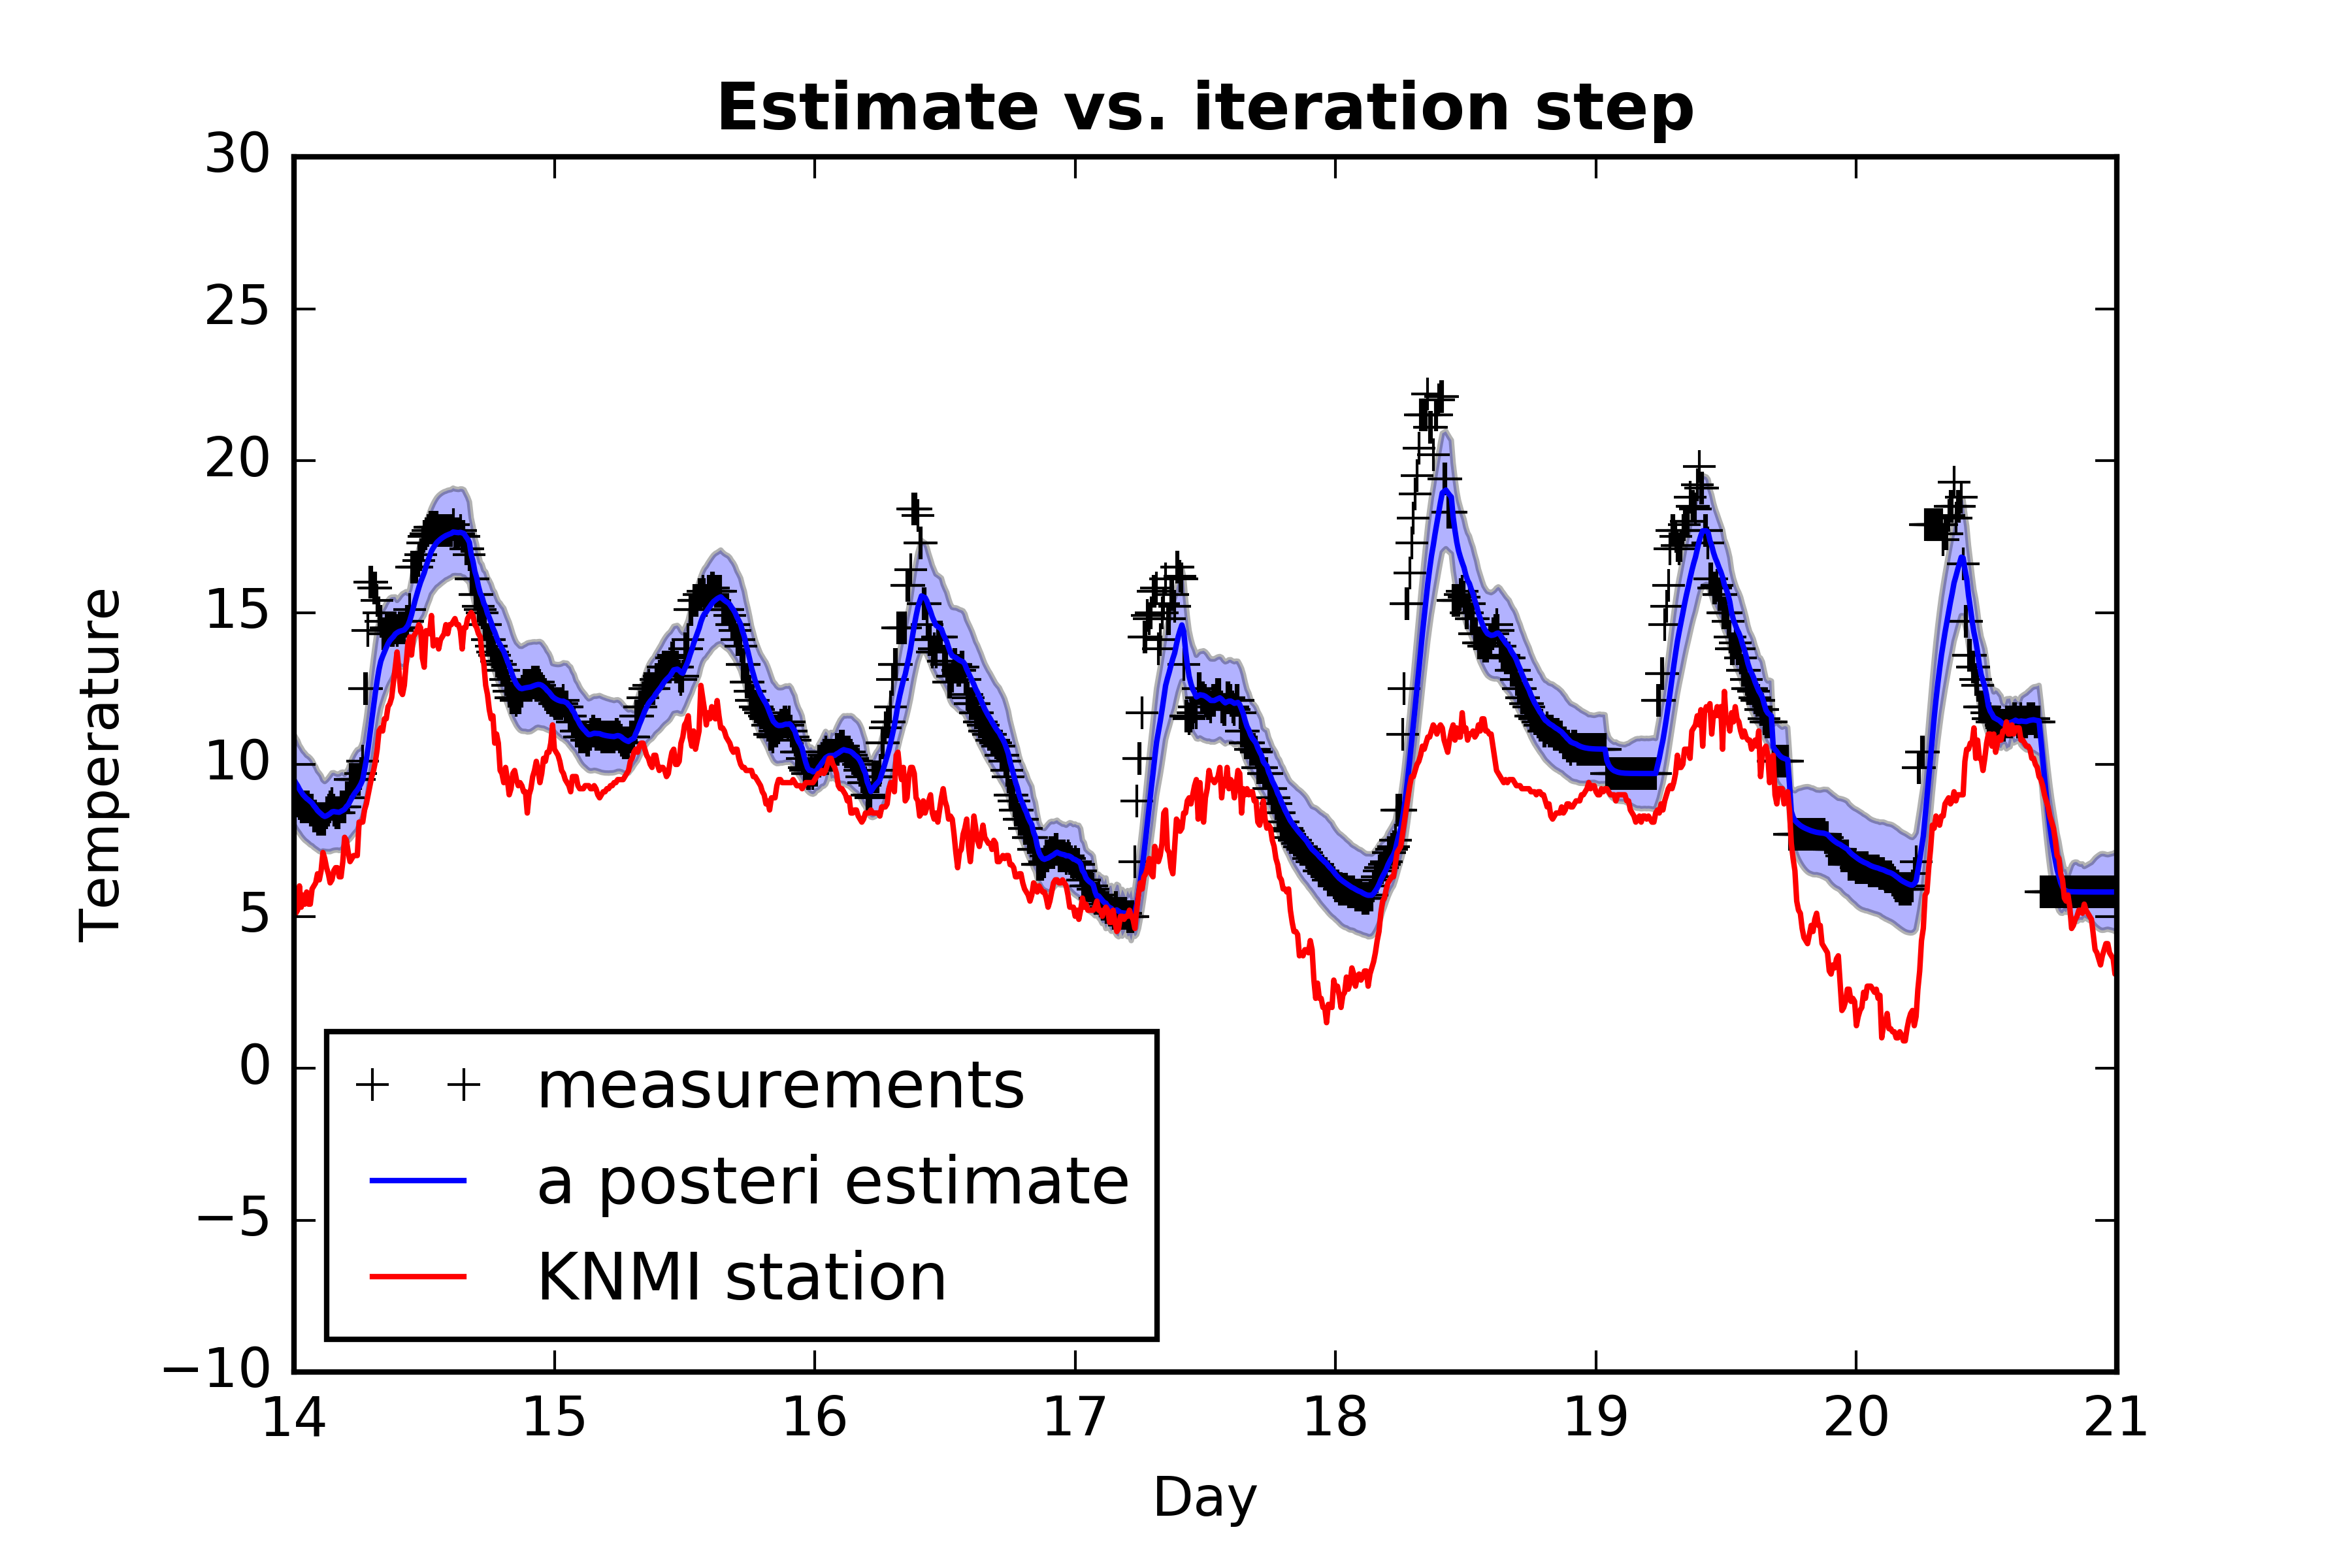 Estimate vs. iteration step
30
25
20
15
10
5
0
−5
−10
Temperature
measurements
a posteri estimate
KNMI station
14 15 16 17 18 19 20 21
Day